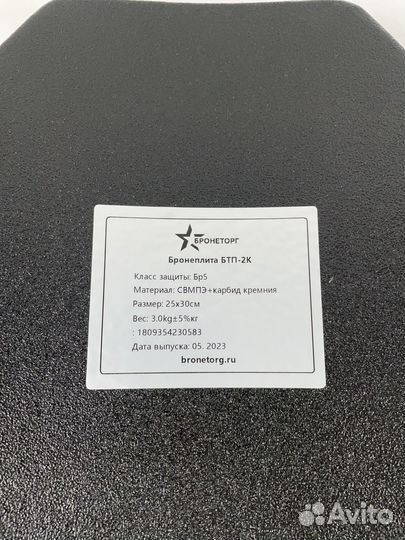 БРОНЕТОРГ
Бронеплита БТП-2К
Класс защиты: Бр5
Материал: СВМПЭ+карбид кремния
Размер: 25х30см
Вес: 3.0kg±5%кг
: 1809354230583
Дата выпуска: 05. 2023
bronetorg.ru
Avito